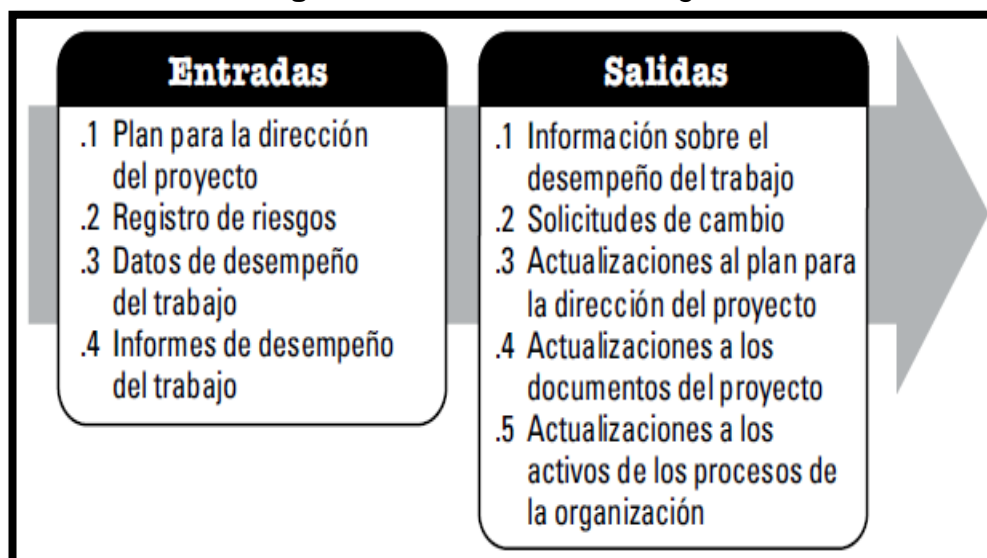 Entradas
.1 Plan para la dirección
del proyecto
.2 Registro de riesgos
.3 Datos de desempeño
del trabajo
.4 Informes de desempeño
del trabajo
Salidas
.1 Información sobre el
desempeño del trabajo
.2 Solicitudes de cambio
.3 Actualizaciones al plan para
la dirección del proyecto
.4 Actualizaciones a los
documentos del proyecto
.5 Actualizaciones a los
activos de los procesos de
la organización